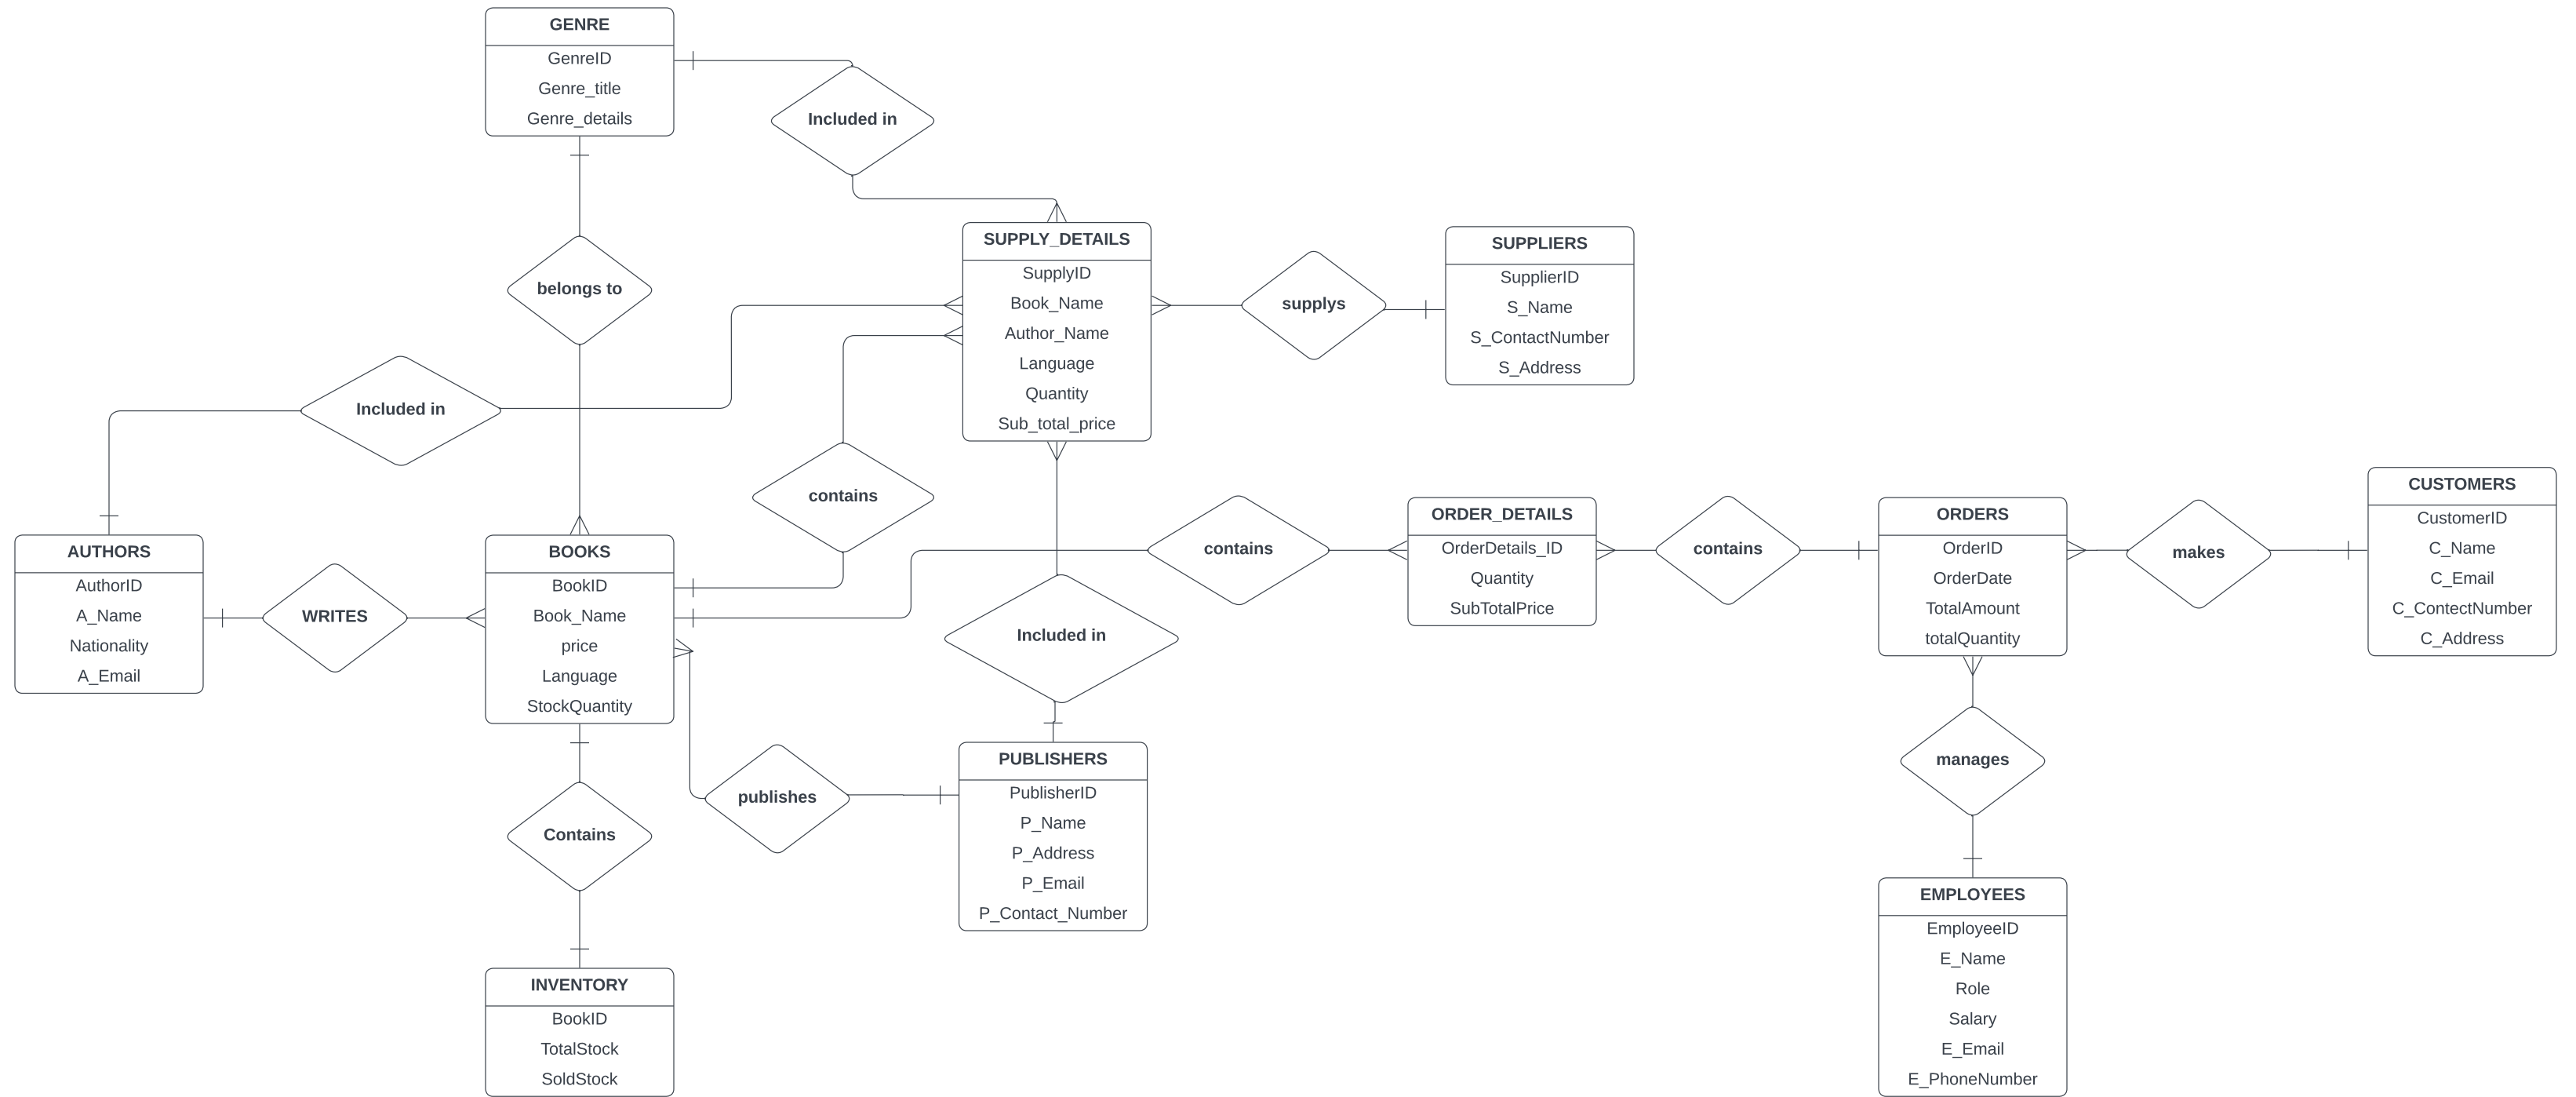 GENRE
GenreID
Genre_title
Genre_details
Included in
belongs to
SUPPLY_DETAILS
SupplyID
Book_Name
Author_Name
Language
Quantity
Sub_total_price
supplys
SUPPLIERS
SupplierID
S_Name
S_ContactNumber
S_Address
Included in
contains
AUTHORS
AuthorID
A_Name
Nationality
A_Email
WRITES
BOOKS
BookID
Book_Name
price
Language
StockQuantity
contains
ORDER_DETAILS
OrderDetails_ID
Quantity
SubTotalPrice
contains
ORDERS
OrderID
OrderDate
TotalAmount
totalQuantity
makes
CUSTOMERS
CustomerID
C_Name
C_Email
C_ContectNumber
C_Address
Included in
publishes
PUBLISHERS
PublisherID
P_Name
P_Address
P_Email
P_Contact_Number
manages
Contains
EMPLOYEES
EmployeeID
E_Name
Role
Salary
E_Email
E_PhoneNumber
INVENTORY
BookID
TotalStock
SoldStock